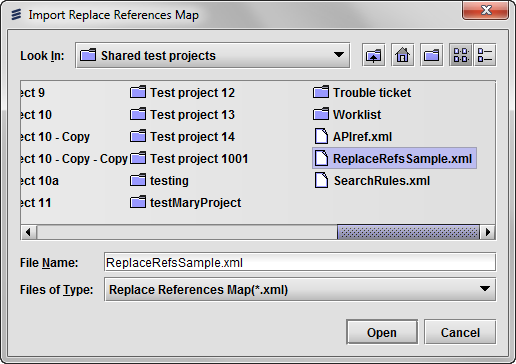 Import Replace References Map
Look In: Shared test projects
ect 9 Test project 12 Trouble ticket
ect 10 Test project 13 Worklist
ect 10 - Copy Test project 14 APIref.xml
ect 10 - Copy - Copy Test project 1001 ReplaceRefsSample.xml
ect 10a testing SearchRules.xml
ect 11 testMaryProject
File Name: ReplaceRefsSample.xml
Files of Type: Replace References Map(*.xml)
Open Cancel